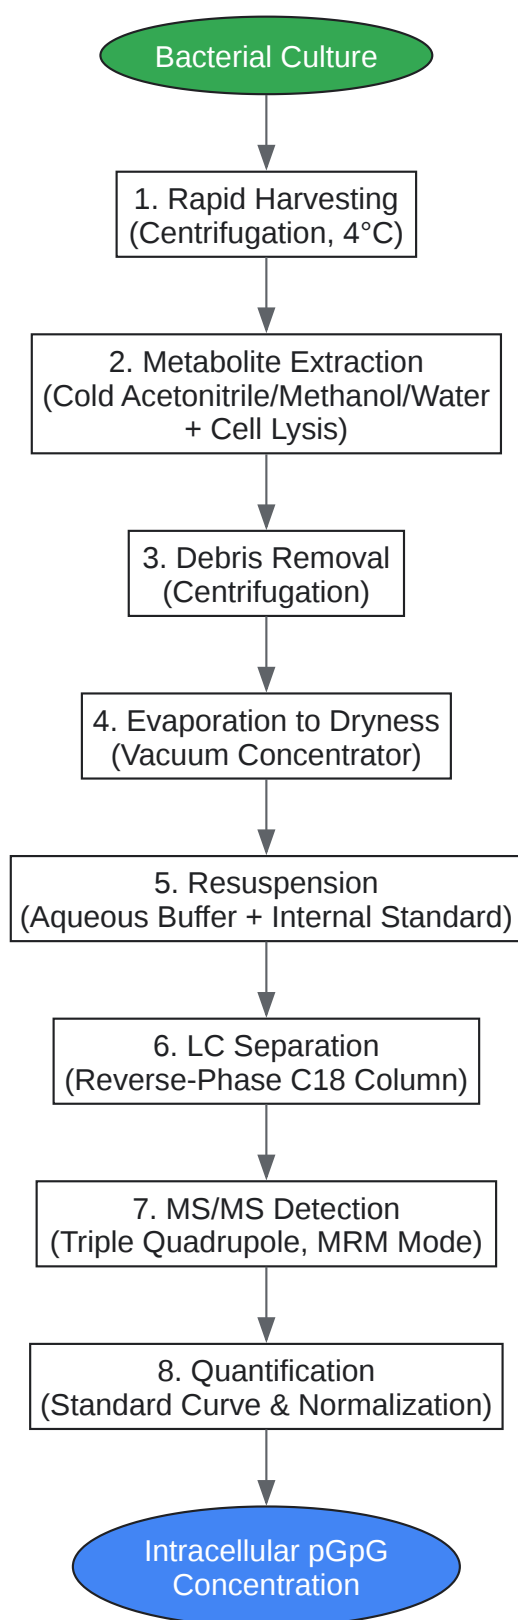 Bacterial Culture
1. Rapid Harvesting
(Centrifugation, 4°C)
2. Metabolite Extraction
(Cold Acetonitrile/Methanol/Water
+ Cell Lysis)
3. Debris Removal
(Centrifugation)
4. Evaporation to Dryness
(Vacuum Concentrator)
5. Resuspension
(Aqueous Buffer + Internal Standard)
6. LC Separation
(Reverse-Phase C18 Column)
7. MS/MS Detection
(Triple Quadrupole, MRM Mode)
8. Quantification
(Standard Curve & Normalization)
Intracellular pGpG
Concentration